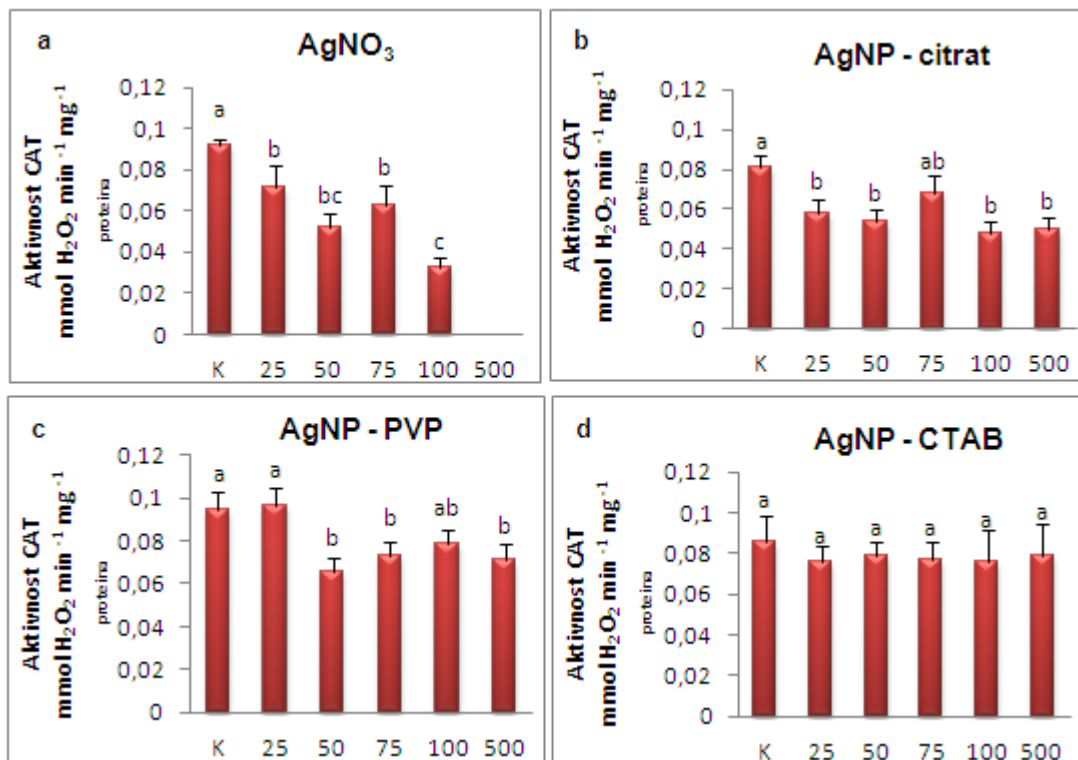 a
AgNO₃
Aktivnost CAT
mmol H₂O₂ min ⁻¹ mg⁻¹
proteina
0,12
0,1
0,08
0,06
0,04
0,02
0
a
b
bc
b
c
K 25 50 75 100 500
b
AgNP - citrat
Aktivnost CAT
mmol H₂O₂ min ⁻¹ mg⁻¹
proteina
0,12
0,1
0,08
0,06
0,04
0,02
0
a
b
b
ab
b
b
K 25 50 75 100 500
c
AgNP - PVP
Aktivnost CAT
mmol H₂O₂ min ⁻¹ mg⁻¹
proteina
0,12
0,1
0,08
0,06
0,04
0,02
0
a
a
b
b
ab
b
K 25 50 75 100 500
d
AgNP - CTAB
Aktivnost CAT
mmol H₂O₂ min ⁻¹ mg⁻¹
proteina
0,12
0,1
0,08
0,06
0,04
0,02
0
a
a
a
a
a
a
K 25 50 75 100 500